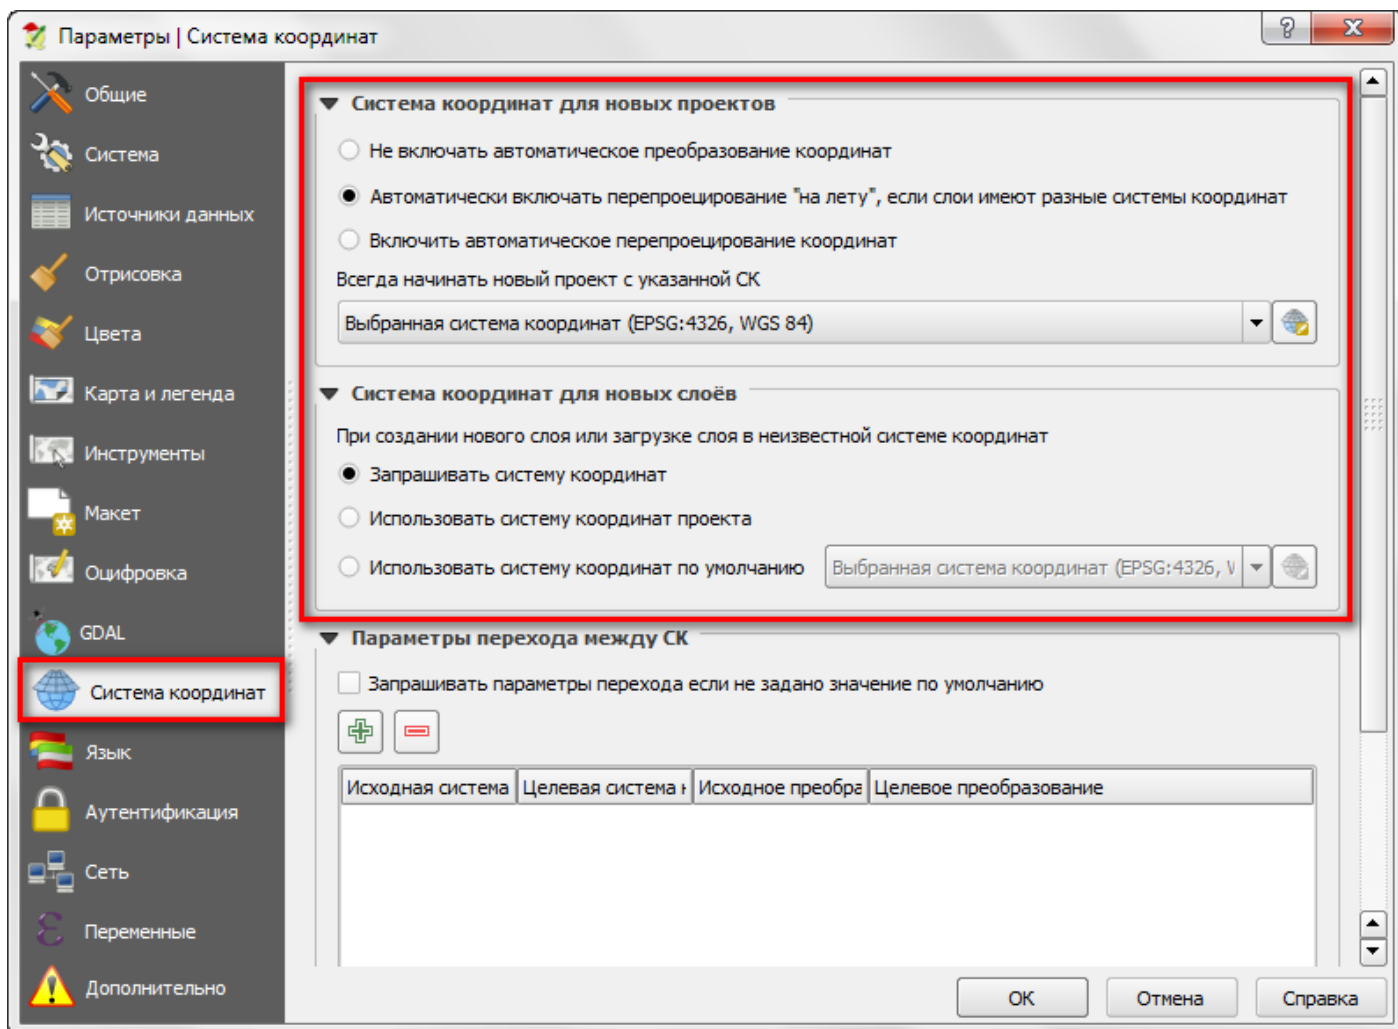 Параметры | Система координат
Общие
Система
Источники данных
Отрисовка
Цвета
Карта и легенда
Инструменты
Макет
Оцифровка
GDAL
Система координат
Язык
Аутентификация
Сеть
Переменные
Дополнительно
Система координат для новых проектов
Не включать автоматическое преобразование координат
Автоматически включать перепроецирование "на лету", если слои имеют разные системы координат
Включить автоматическое перепроецирование координат
Всегда начинать новый проект с указанной СК
Выбранная система координат (EPSG:4326, WGS 84)
Система координат для новых слоёв
При создании нового слоя или загрузке слоя в неизвестной системе координат
Запрашивать систему координат
Использовать систему координат проекта
Использовать систему координат по умолчанию Выбранная система координат (EPSG:4326,
Параметры перехода между СК
Запрашивать параметры перехода если не задано значение по умолчанию
Исходная система Целевая система Исходное преобра Целевое преобразование
ОК Отмена Справка